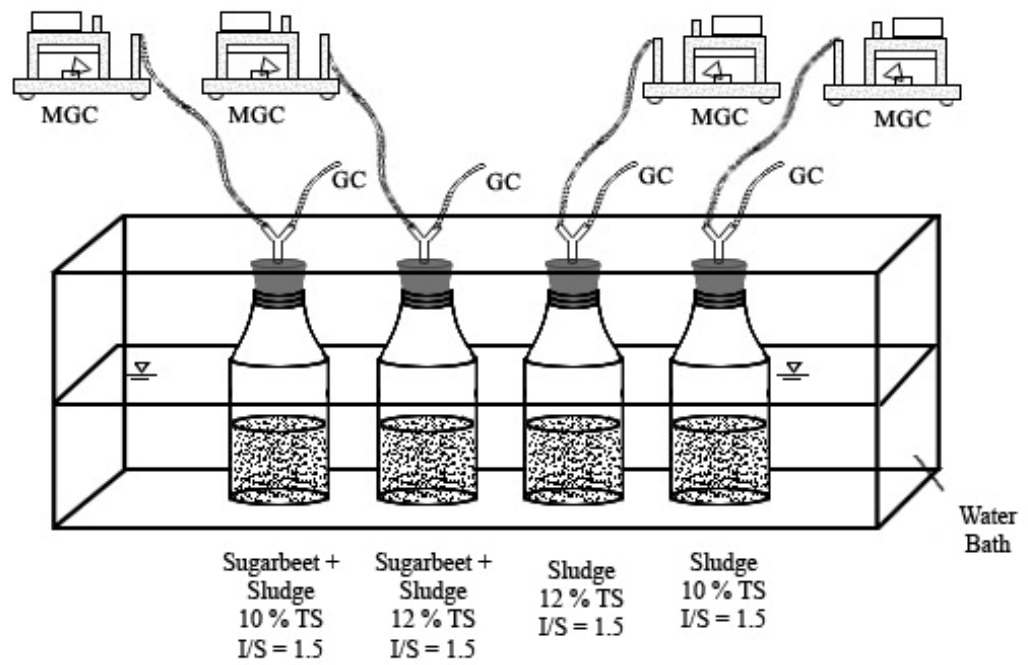 MGC
MGC
MGC
MGC
GC
GC
GC
GC
Water
Bath
Sugarbeet +
Sludge
10 % TS
I/S = 1.5
Sugarbeet +
Sludge
12 % TS
I/S = 1.5
Sludge
12 % TS
I/S = 1.5
Sludge
10 % TS
I/S = 1.5